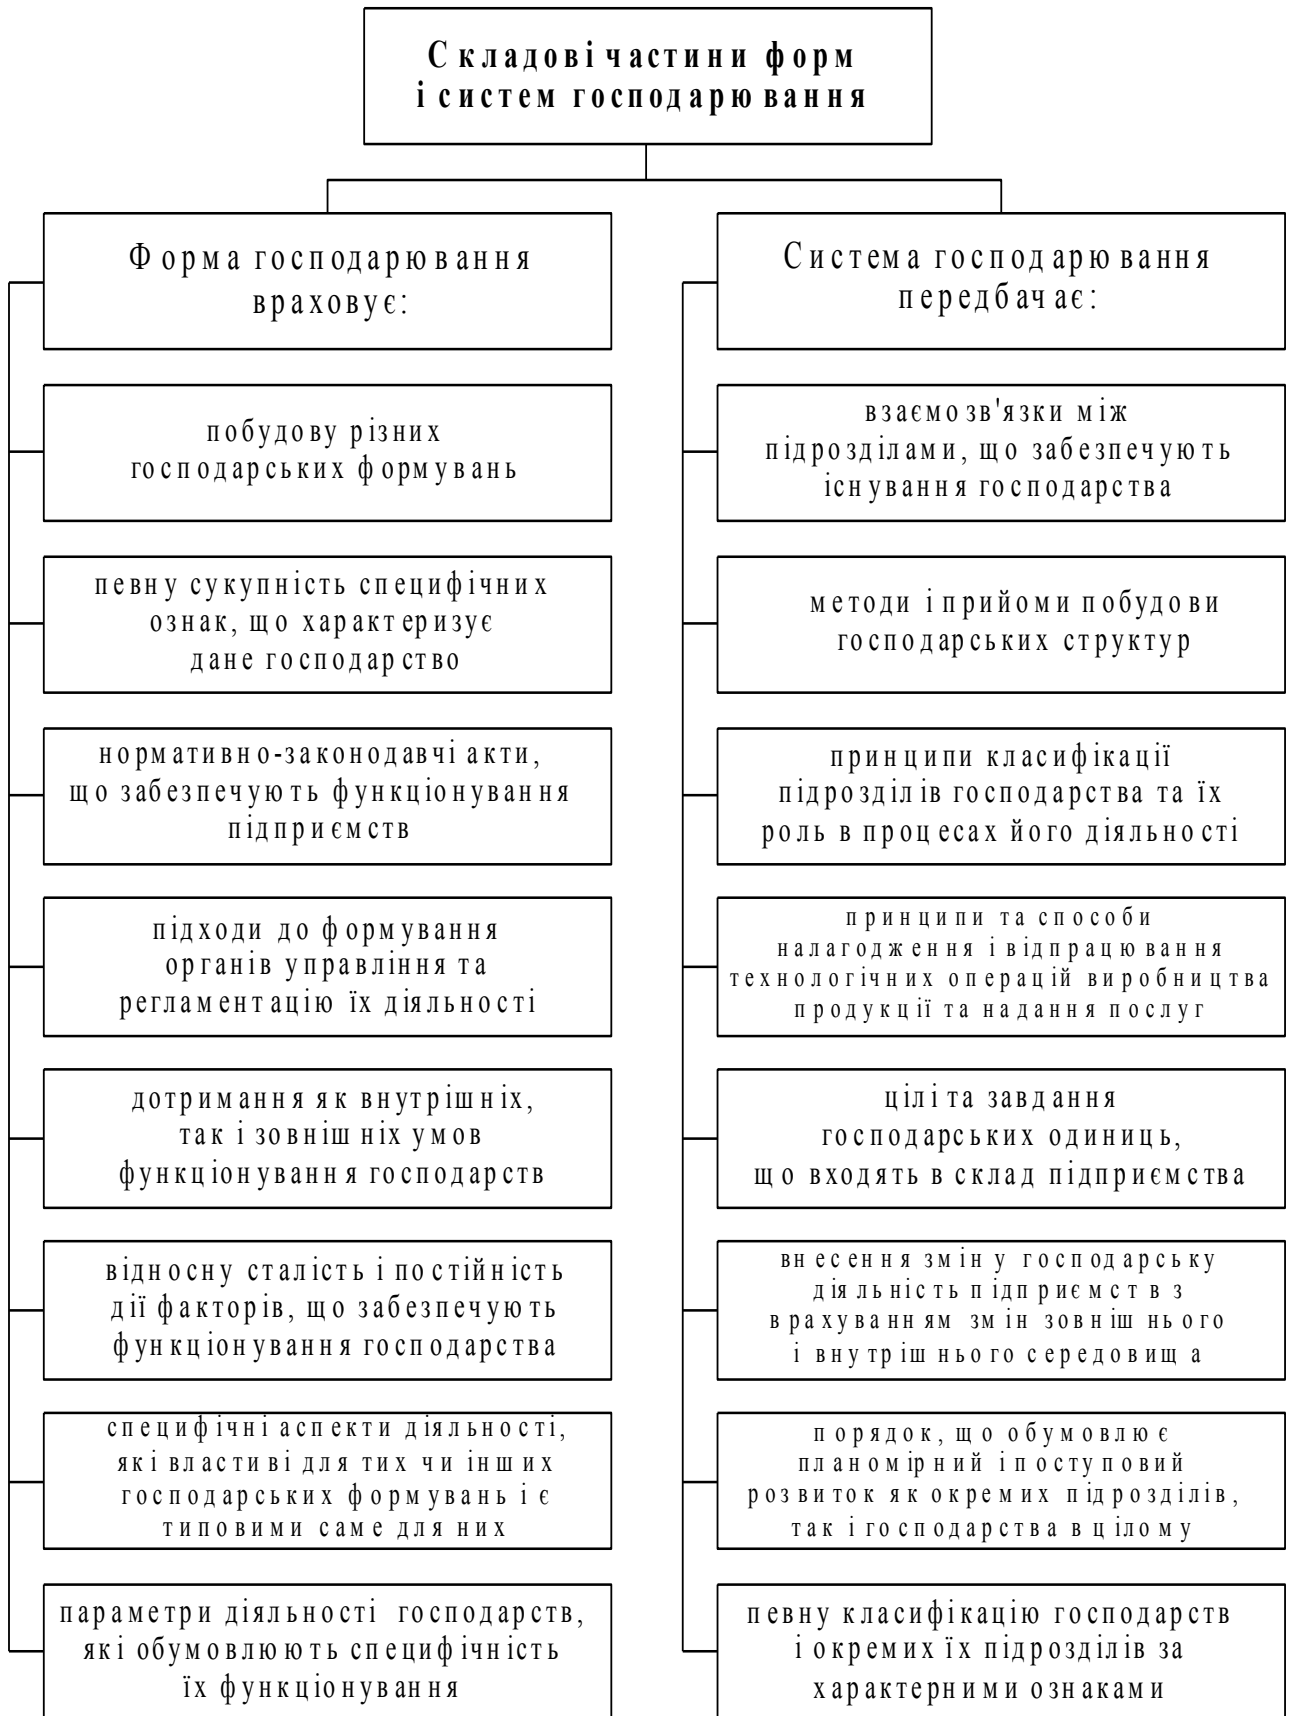 Складові частини форм
і систем господарювання
Форма господарювання
враховує:
побудову різних
господарських формувань
певну сукупність специфічних
ознак, що характеризує
дане господарство
нормативно-законодавчі акти,
що забезпечують функціонування
підприємств
підходи до формування
органів управління та
регламентацію їх діяльності
дотримання як внутрішніх,
так і зовнішніх умов
функціонування господарств
відносну сталість і постійність
дії факторів, що забезпечують
функціонування господарства
специфічні аспекти діяльності,
які властиві для тих чи інших
господарських формувань і є
типовими саме для них
параметри діяльності господарств,
які обумовлюють специфічність
їх функціонування
Система господарювання
передбачає:
взаємозв'язки між
підрозділами, що забезпечують
існування господарства
методи і прийоми побудови
господарських структур
принципи класифікації
підрозділів господарства та їх
роль в процесах його діяльності
принципи та способи
налагодження і відпрацювання
технологічних операцій виробництва
продукції та надання послуг
цілі та завдання
господарських одиниць,
що входять в склад підприємства
внесення змін у господарську
діяльність підприємств з
врахуванням змін зовнішнього
і внутрішнього середовища
порядок, що обумовлює
планомірний і поступовий
розвиток як окремих підрозділів,
так і господарства в цілому
певну класифікацію господарств
і окремих їх підрозділів за
характерними ознаками